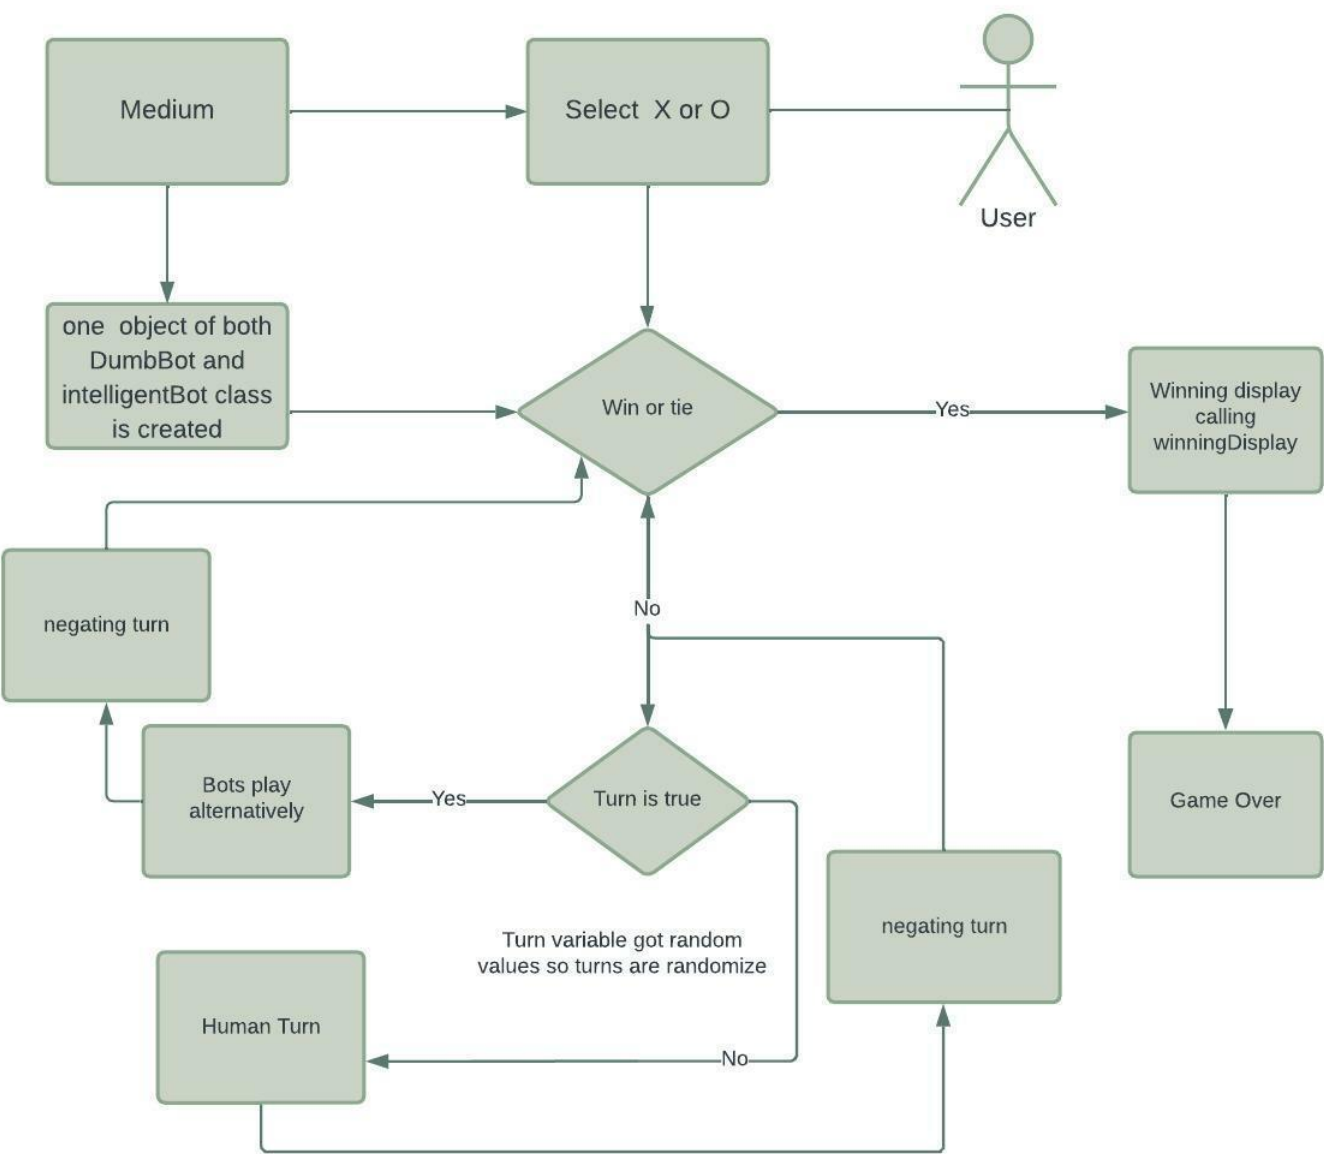 Medium
Select  X or O
User
one  object of both
DumbBot and
intelligentBot class
is created
Win or tie
Yes
Winning display
calling
winningDisplay
negating turn
No
Bots play
alternatively
Yes
Turn is true
Game Over
negating turn
Turn variable got random
values so turns are randomize
Human Turn
No